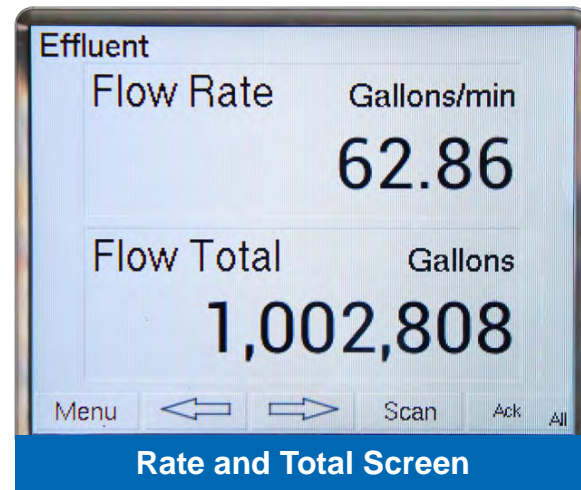 Effluent
Flow Rate Gallons/min
62.86
Flow Total Gallons
1,002,808
Menu Scan Ack All
Rate and Total Screen